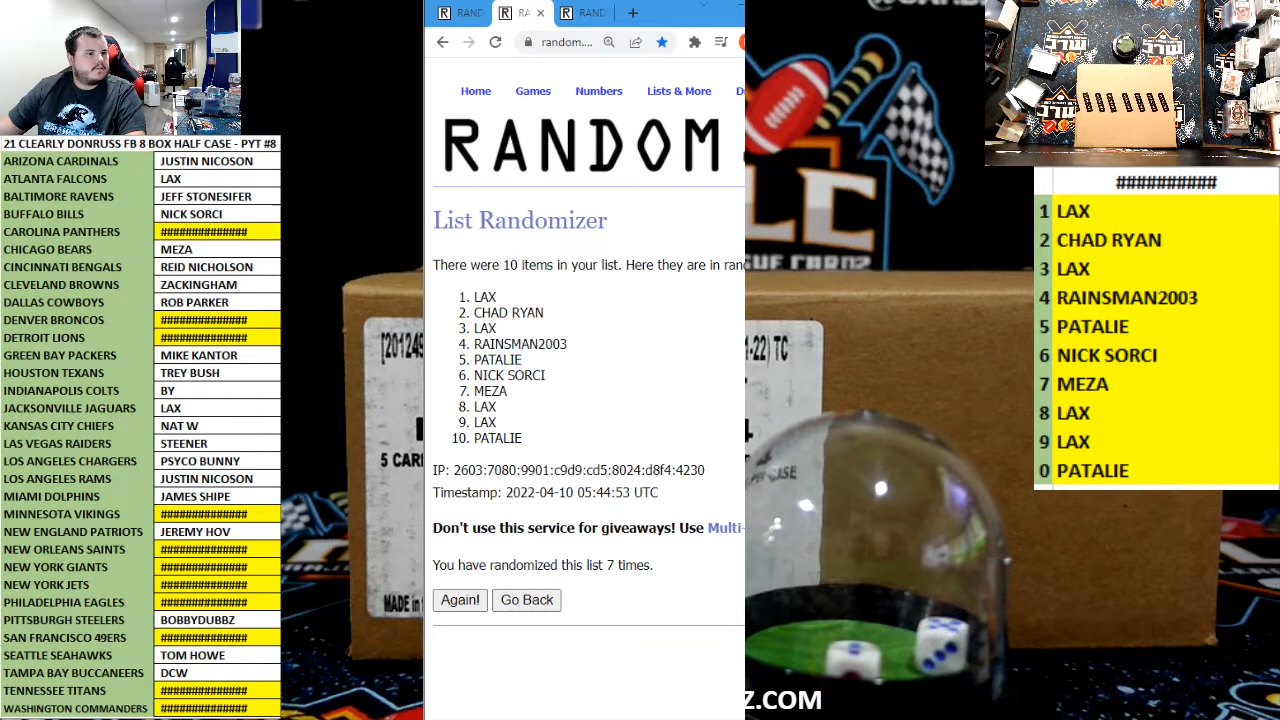 21 CLEARLY DONRUSS FB 8 BOX HALF CASE - PYT #8
ARIZONA CARDINALS JUSTIN NICOSON
ATLANTA FALCONS LAX
BALTIMORE RAVENS JEFF STONESIFER
BUFFALO BILLS NICK SORCI
CAROLINA PANTHERS ##############
CHICAGO BEARS MEZA
CINCINNATI BENGALS REID NICHOLSON
CLEVELAND BROWNS ZACKINGHAM
DALLAS COWBOYS ROB PARKER
DENVER BRONCOS ##############
DETROIT LIONS ##############
GREEN BAY PACKERS MIKE KANTOR
HOUSTON TEXANS TREY BUSH
INDIANAPOLIS COLTS BY
JACKSONVILLE JAGUARS LAX
KANSAS CITY CHIEFS NAT W
LAS VEGAS RAIDERS STEENER
LOS ANGELES CHARGERS PSYCO BUNNY
LOS ANGELES RAMS JUSTIN NICOSON
MIAMI DOLPHINS JAMES SHIPE
MINNESOTA VIKINGS ##############
NEW ENGLAND PATRIOTS JEREMY HOV
NEW ORLEANS SAINTS ##############
NEW YORK GIANTS ##############
NEW YORK JETS ##############
PHILADELPHIA EAGLES ##############
PITTSBURGH STEELERS BOBBYDUBBZ
SAN FRANCISCO 49ERS ##############
SEATTLE SEAHAWKS TOM HOWE
TAMPA BAY BUCCANEERS DCW
TENNESSEE TITANS ##############
WASHINGTON COMMANDERS ##############
RAND RA RAND
random....
Home Games Numbers Lists & More D
RANDOM
List Randomizer
There were 10 items in your list. Here they are in ran
1. LAX
2. CHAD RYAN
3. LAX
4. RAINSMAN2003
5. PATALIE
6. NICK SORCI
7. MEZA
8. LAX
9. LAX
10. PATALIE
IP: 2603:7080:9901:c9d9:cd5:8024:d8f4:4230
Timestamp: 2022-04-10 05:44:53 UTC
Don't use this service for giveaways! Use Multi-
You have randomized this list 7 times.
Again! Go Back
##########
1 LAX
2 CHAD RYAN
3 LAX
4 RAINSMAN2003
5 PATALIE
6 NICK SORCI
7 MEZA
8 LAX
9 LAX
0 PATALIE
5 CAR
MADE in
-22) TC
Z.COM